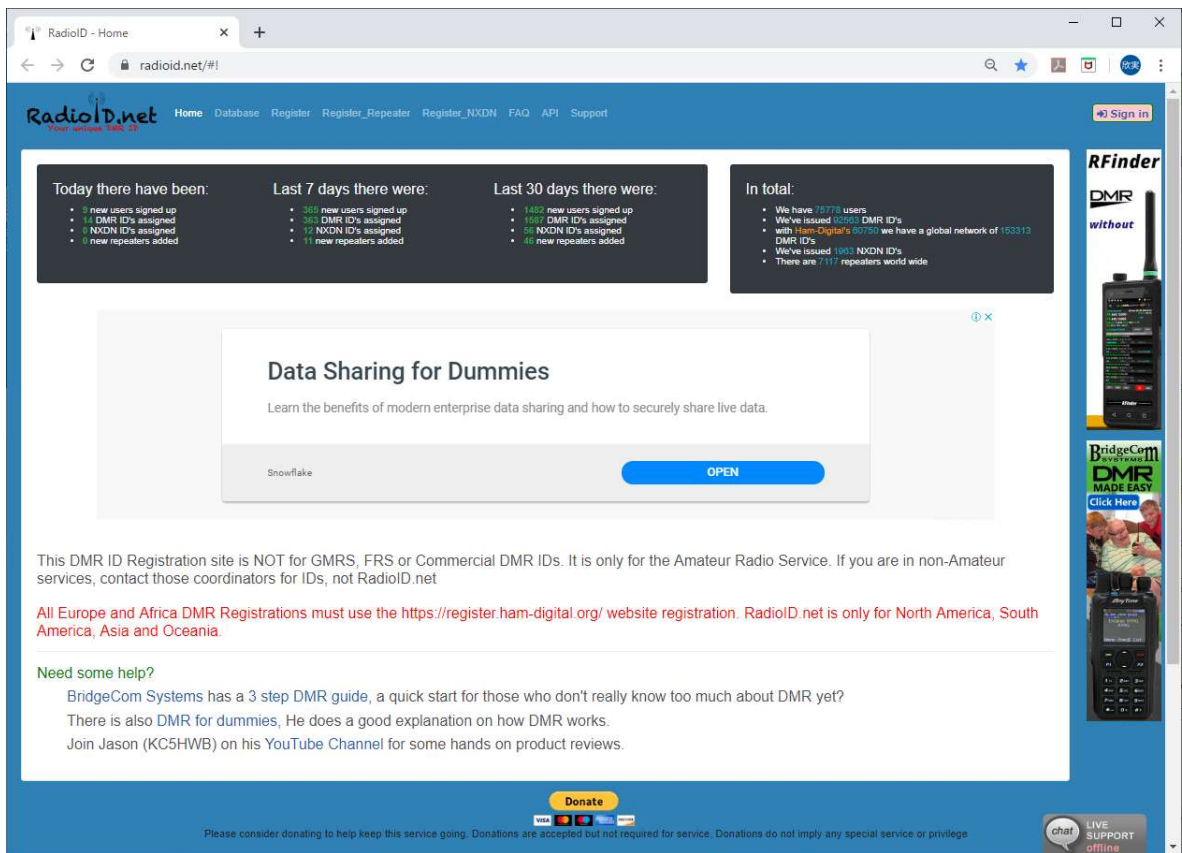 RadioID - Home
radioid.net/#!
欣実
RadioID.net
Your unique DMR ID
Home Database Register Register_Repeater Register_NXDN FAQ API Support
Sign in
Today there have been:
9 new users signed up
14 DMR ID's assigned
0 NXDN ID's assigned
0 new repeaters added
Last 7 days there were:
365 new users signed up
363 DMR ID's assigned
12 NXDN ID's assigned
11 new repeaters added
Last 30 days there were:
1482 new users signed up
1587 DMR ID's assigned
56 NXDN ID's assigned
46 new repeaters added
In total:
We have 75778 users
We've issued 92563 DMR ID's
with Ham-Digital's 60750 we have a global network of 153313
DMR ID's
We've issued 1963 NXDN ID's
There are 7117 repeaters world wide
RFinder
DMR
without
Data Sharing for Dummies
Learn the benefits of modern enterprise data sharing and how to securely share live data.
Snowflake
OPEN
BridgeCom
SYSTEMS
DMR
MADE EASY
Click Here
This DMR ID Registration site is NOT for GMRS, FRS or Commercial DMR IDs. It is only for the Amateur Radio Service. If you are in non-Amateur
services, contact those coordinators for IDs, not RadioID.net
All Europe and Africa DMR Registrations must use the https://register.ham-digital.org/ website registration. RadioID.net is only for North America, South
America, Asia and Oceania.
Need some help?
BridgeCom Systems has a 3 step DMR guide, a quick start for those who don't really know too much about DMR yet?
There is also DMR for dummies, He does a good explanation on how DMR works.
Join Jason (KC5HWB) on his YouTube Channel for some hands on product reviews.
Donate
VISA
Please consider donating to help keep this service going. Donations are accepted but not required for service. Donations do not imply any special service or privilege
chat
LIVE
SUPPORT
offline